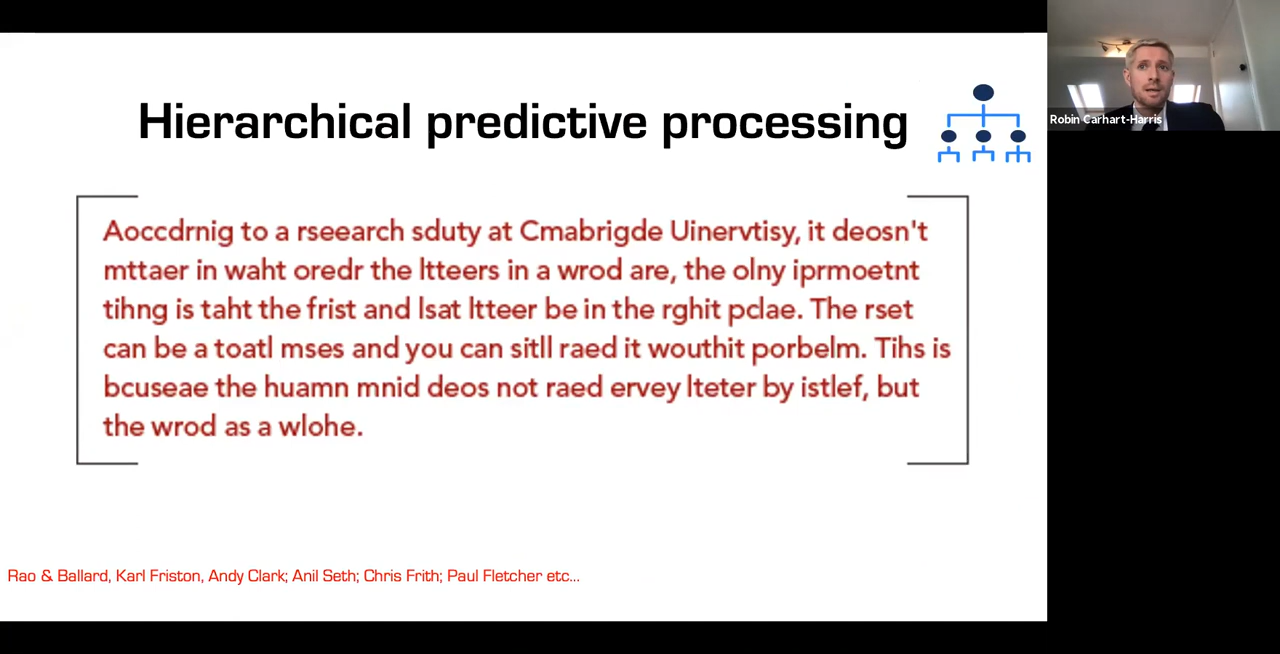 Hierarchical predictive processing
Aoccdrnig to a rseearch sduty at Cmabrigde Uinervtisy, it deosn't
mttaer in waht oredr the ltteers in a wrod are, the olny iprmoetnt
tihng is taht the frist and lsat ltteer be in the rghit pclae. The rset
can be a toatl mses and you can sitll raed it wouthit porbelm. Tihs is
bcuseae the huamn mnid deos not raed ervey lteter by istlef, but
the wrod as a wlohe.
Rao & Ballard, Karl Friston, Andy Clark; Anil Seth; Chris Frith; Paul Fletcher etc...
Robin Carhart-Harris